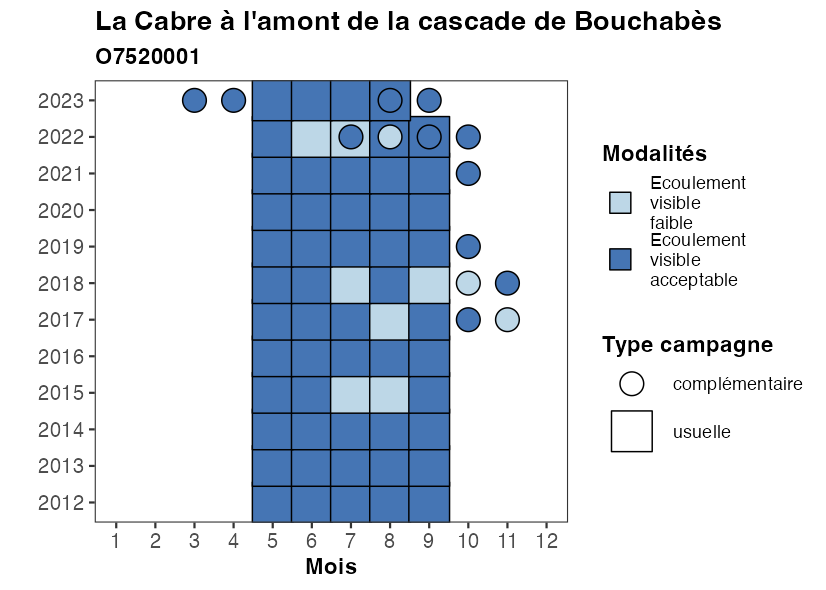 La Cabre à l'amont de la cascade de Bouchabès
O7520001
2023
2022
2021
2020
2019
2018
2017
2016
2015
2014
2013
2012
1 2 3 4 5 6 7 8 9 10 11 12
Mois
Modalités
Ecoulement
visible
faible
Ecoulement
visible
acceptable
Type campagne
complémentaire
usuelle